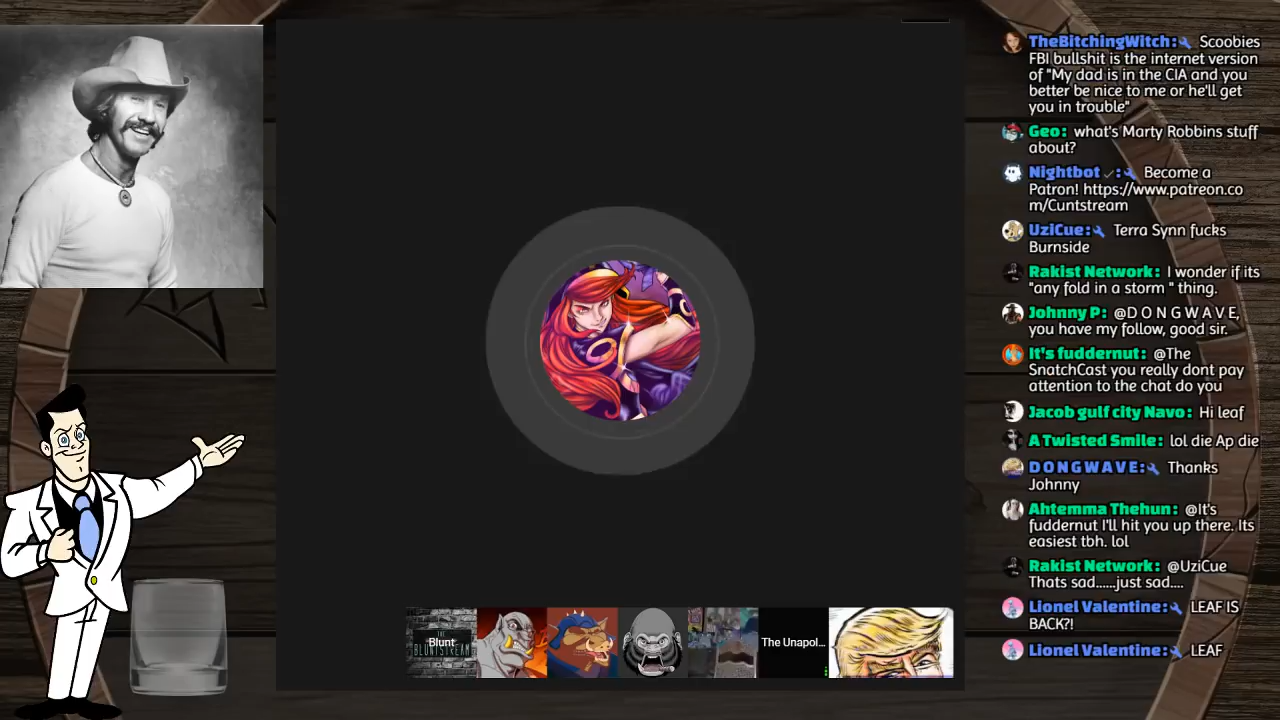 TheBitchingWitch: Scoobies
FBI bullshit is the internet version
of "My dad is in the CIA and you
better be nice to me or he'll get
you in trouble"
Geo: what's Marty Robbins stuff
about?
Nightbot : Become a
Patron! https://www.patreon.co
m/Cuntstream
UziCue: Terra Synn fucks
Burnside
Rakist Network: I wonder if its
"any fold in a storm " thing.
Johnny P: @D O N G W A V E,
you have my follow, good sir.
It's fuddernut: @The
SnatchCast you really dont pay
attention to the chat do you
Jacob gulf city Navo: Hi leaf
A Twisted Smile: lol die Ap die
D O N G W A V E: Thanks
Johnny
Ahtemma Thehun: @It's
fuddernut I'll hit you up there. Its
easiest tbh. lol
Rakist Network: @UziCue
Thats sad......just sad....
Lionel Valentine: LEAF IS
BACK?!
Lionel Valentine: LEAF
THE
Blunt
BLUNTSTREAM
The Unapol...